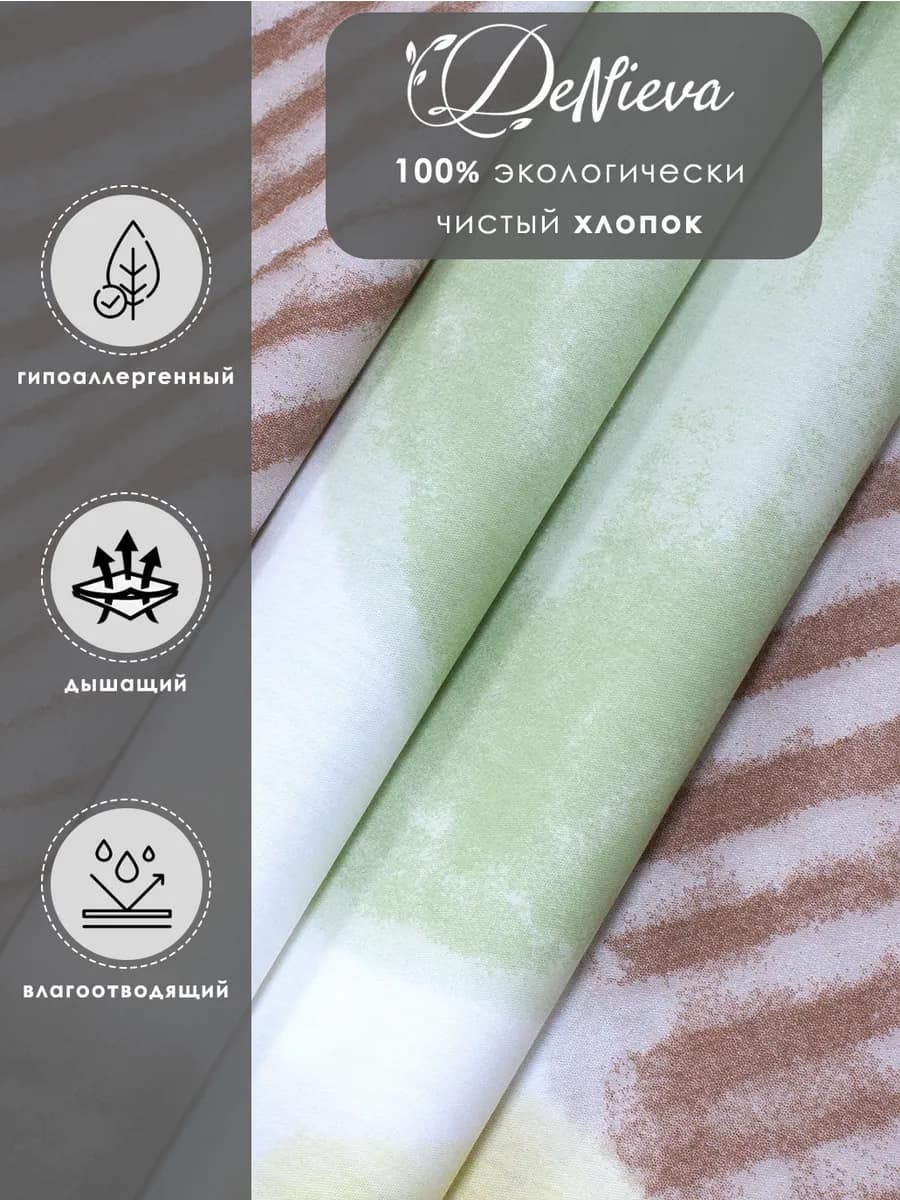 DeNieva
100% экологически
чистый хлопок
гипоаллергенный
дышащий
влагоотводящий